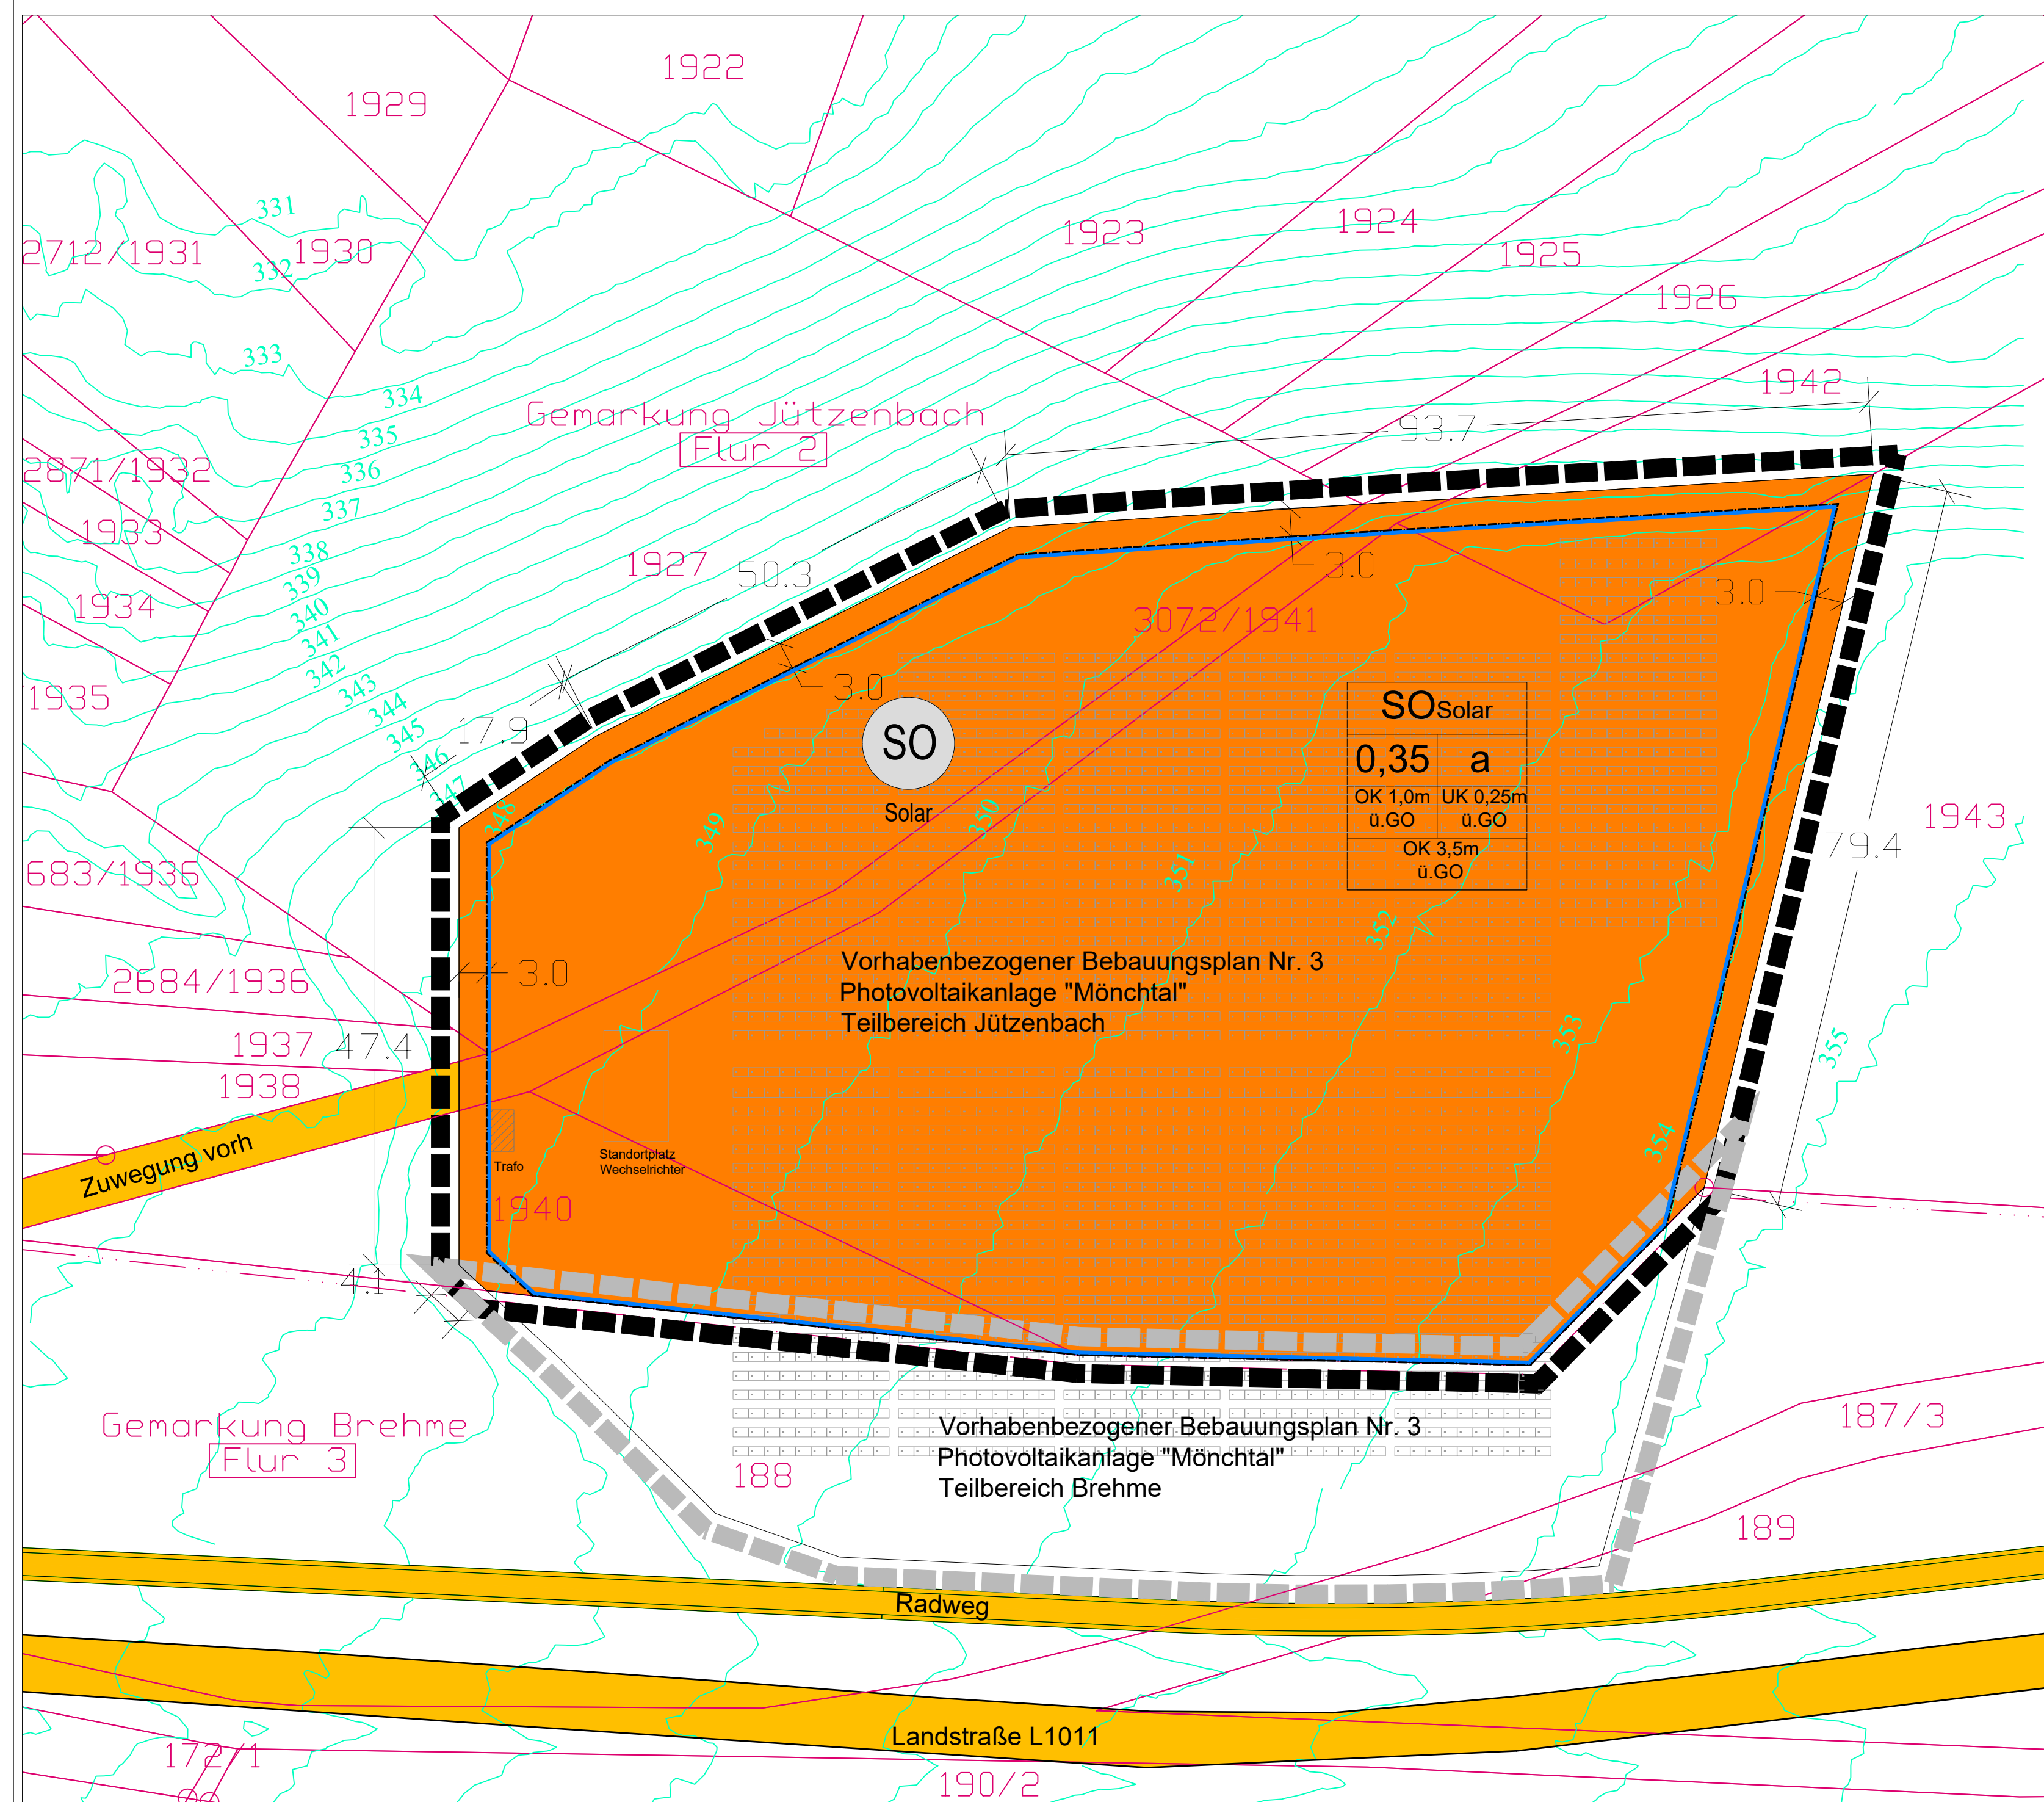 1922
1929
331
2712/1931
1930
332
1923
1924
1925
1926
333
334
1942
Gemarkung Jützenbach
Flur 2
93.7
335
336
2871/1932
337
1933
338
1927
50.3
3.0
3.0
339
1934
340
3072/1941
341
342
343
1935
344
3.0
345
17.9
346
347
348
SO
Solar
SOSolar
0,35 a
OK 1,0m UK 0,25m
ü.GO ü.GO
OK 3,5m
ü.GO
349
350
351
352
353
354
355
1943
79.4
683/1936
2684/1936
3.0
Vorhabenbezogener Bebauungsplan Nr. 3
Photovoltaikanlage "Mönchtal"
Teilbereich Jützenbach
1937
47.4
1938
Zuwegung vorh
Trafo
Standortplatz
Wechselrichter
1940
4.1
Gemarkung Brehme
Flur 3
188
Vorhabenbezogener Bebauungsplan Nr. 3
Photovoltaikanlage "Mönchtal"
Teilbereich Brehme
187/3
189
Radweg
Landstraße L1011
172/1
190/2